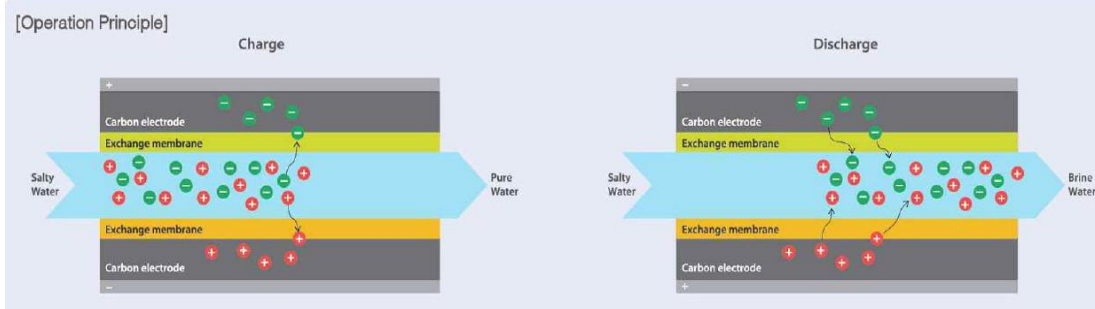 [Operation Principle]
Charge
+
Carbon electrode
Exchange membrane
Salty
Water
Pure
Water
Exchange membrane
Carbon electrode
−
Discharge
−
Carbon electrode
Exchange membrane
Salty
Water
Brine
Water
Exchange membrane
Carbon electrode
+